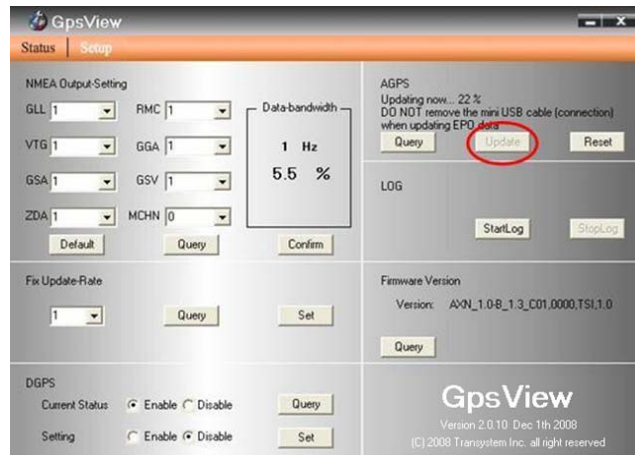 GpsView
Status | Setup
NMEA Output-Setting
GLL 1 RMC 1
VTG 1 GGA 1
GSA 1 GSV 1
ZDA 1 MCHN 0
Default Query Confirm
Data-bandwidth
1 Hz
5.5 %
AGPS
Updating now... 22 %
DO NOT remove the mini USB cable (connection)
when updating EPO data
Query Update Reset
LOG
StartLog StopLog
Fix Update-Rate
1 Query Set
Firmware Version
Version: AXN_1.0-B_1.3_C01,0000,TSI,1.0
Query
DGPS
Current Status Enable Disable Query
Setting Enable Disable Set
GpsView
Version 2.0.10 Dec 1th 2008
(C) 2008 Transystem Inc. all right reserved